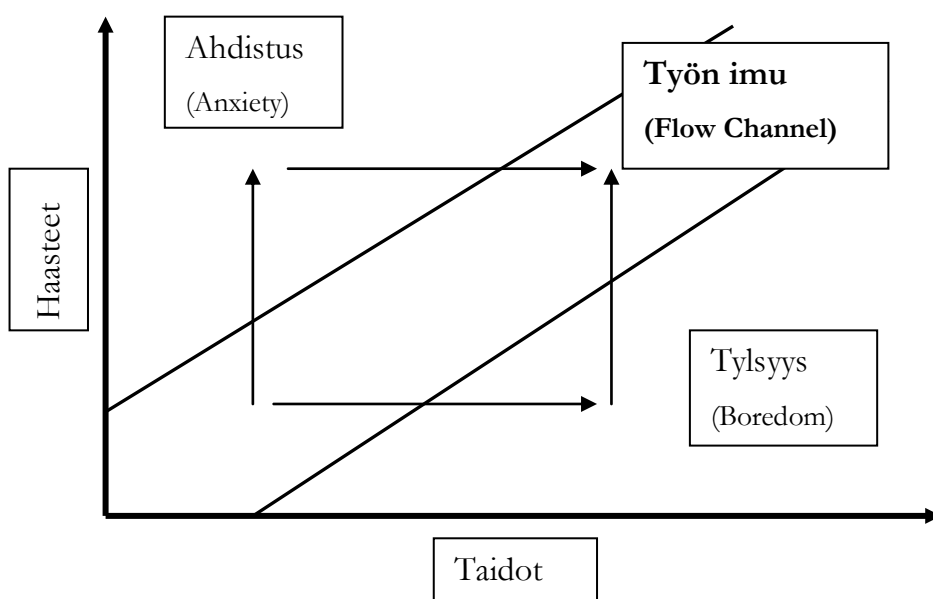 Ahdistus
(Anxiety)
Työn imu
(Flow Channel)
Haasteet
Tylsyys
(Boredom)
Taidot